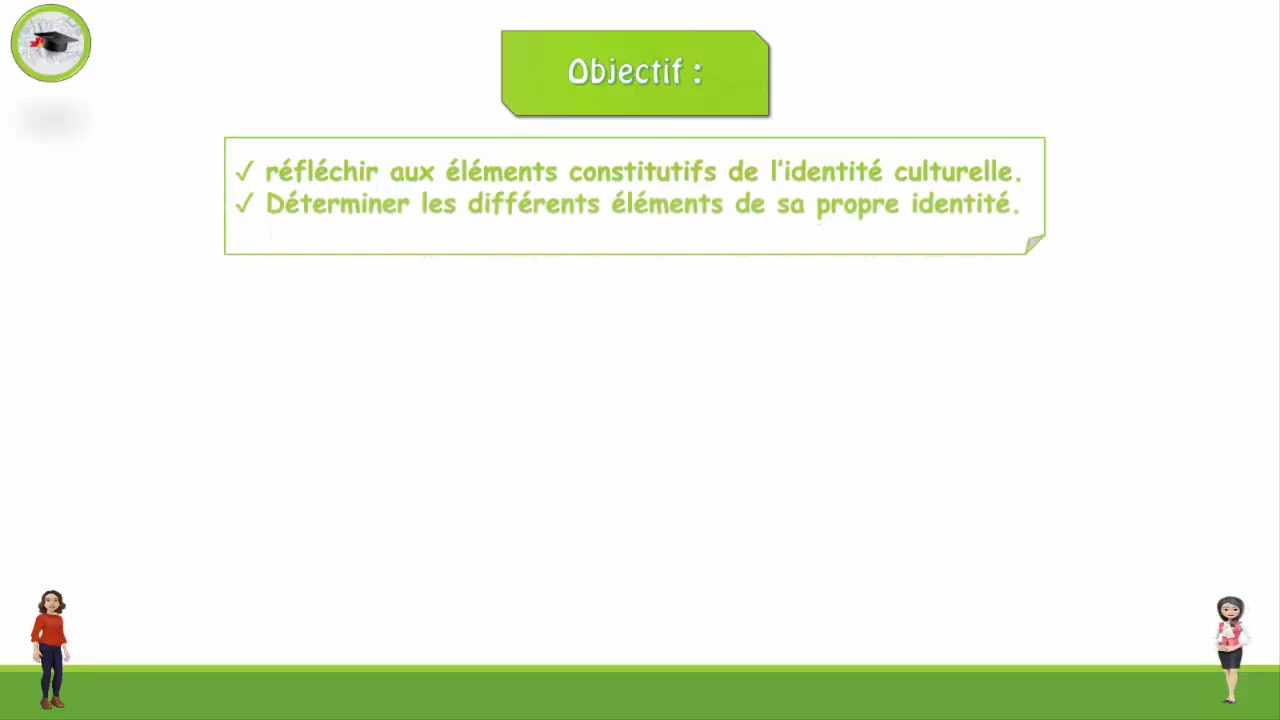 Objectif :
✓ réfléchir aux éléments constitutifs de l'identité culturelle.
✓ Déterminer les différents éléments de sa propre identité.